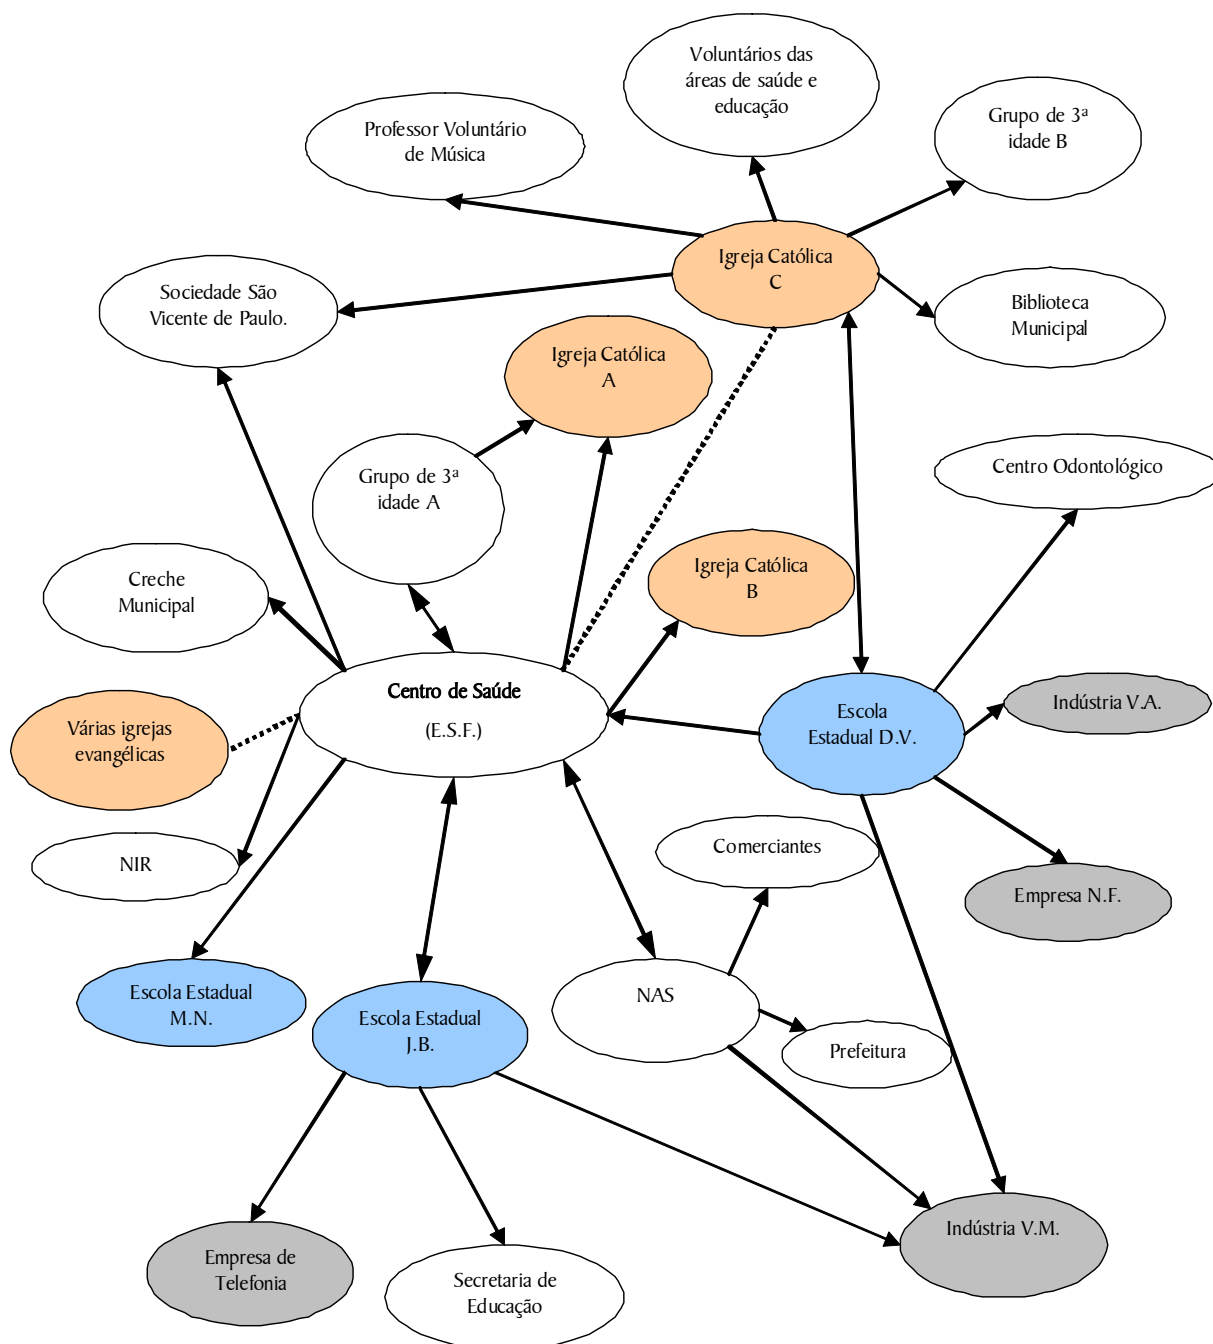 Voluntários das
áreas de saúde e
educação
Professor Voluntário
de Música
Grupo de 3ª
idade B
Igreja Católica
C
Sociedade São
Vicente de Paulo.
Biblioteca
Municipal
Igreja Católica
A
Grupo de 3ª
idade A
Centro Odontológico
Igreja Católica
B
Creche
Municipal
Centro de Saúde
(E.S.F.)
Várias igrejas
evangélicas
Escola
Estadual D.V.
Indústria V.A.
NIR
Comerciantes
Empresa N.F.
Escola Estadual
M.N.
Escola Estadual
J.B.
NAS
Prefeitura
Indústria V.M.
Empresa de
Telefonia
Secretaria de
Educação